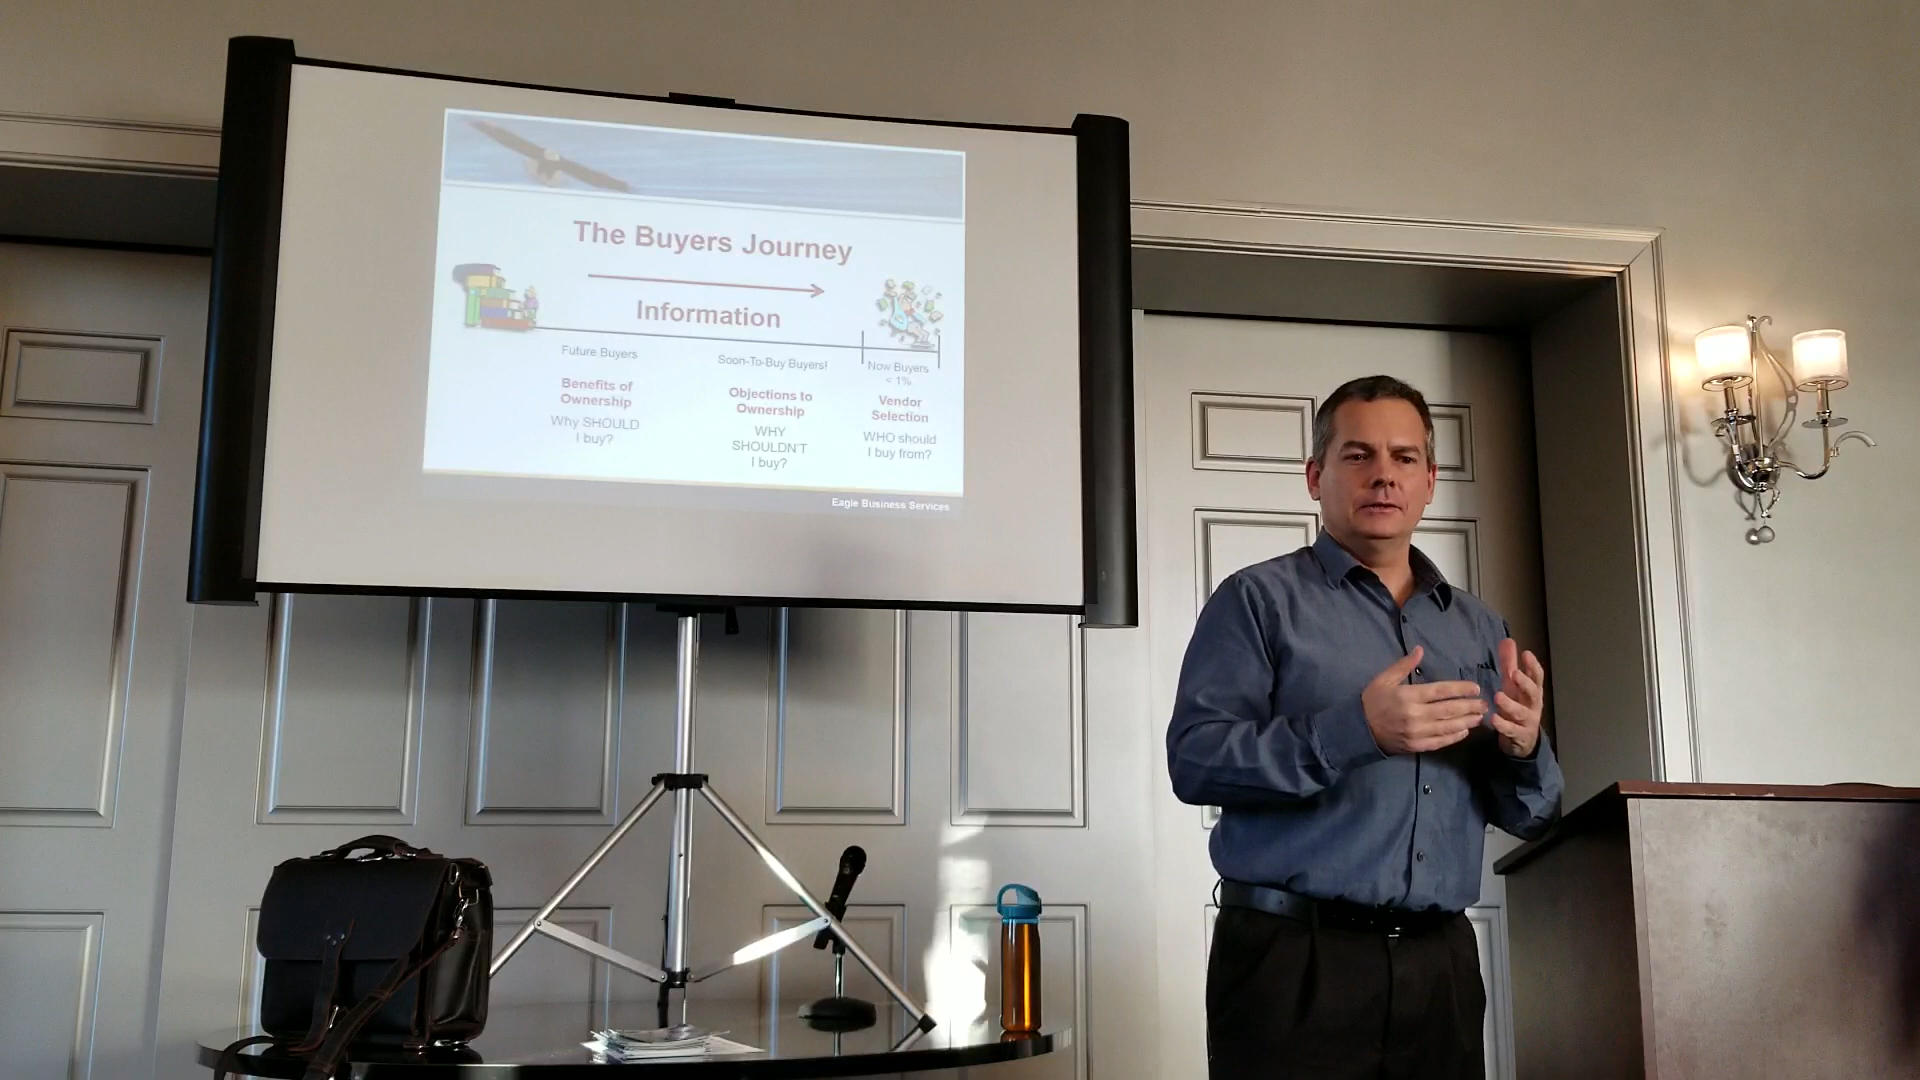 The Buyers Journey
Information
Future Buyers
Soon-To-Buy Buyers!
Now Buyers
< 1%
Benefits of
Ownership
Objections to
Ownership
Vendor
Selection
Why SHOULD
I buy?
WHY
SHOULDN'T
I buy?
WHO should
I buy from?
Eagle Business Services